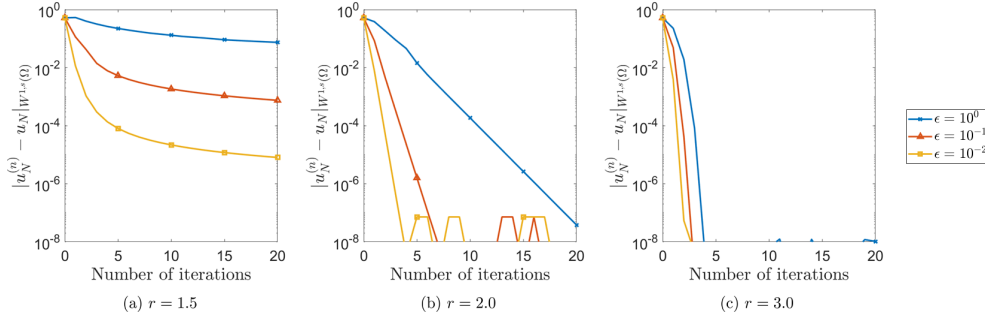 10^0
10^-2
10^-4
10^-6
10^-8
|u_N^(n) − u_N|_{W^{1,s}(Ω)}
0 5 10 15 20
Number of iterations
(a) r = 1.5
10^0
10^-2
10^-4
10^-6
10^-8
|u_N^(n) − u_N|_{W^{1,s}(Ω)}
0 5 10 15 20
Number of iterations
(b) r = 2.0
10^0
10^-2
10^-4
10^-6
10^-8
|u_N^(n) − u_N|_{W^{1,s}(Ω)}
0 5 10 15 20
Number of iterations
(c) r = 3.0
ϵ = 10^0
ϵ = 10^-1
ϵ = 10^-2